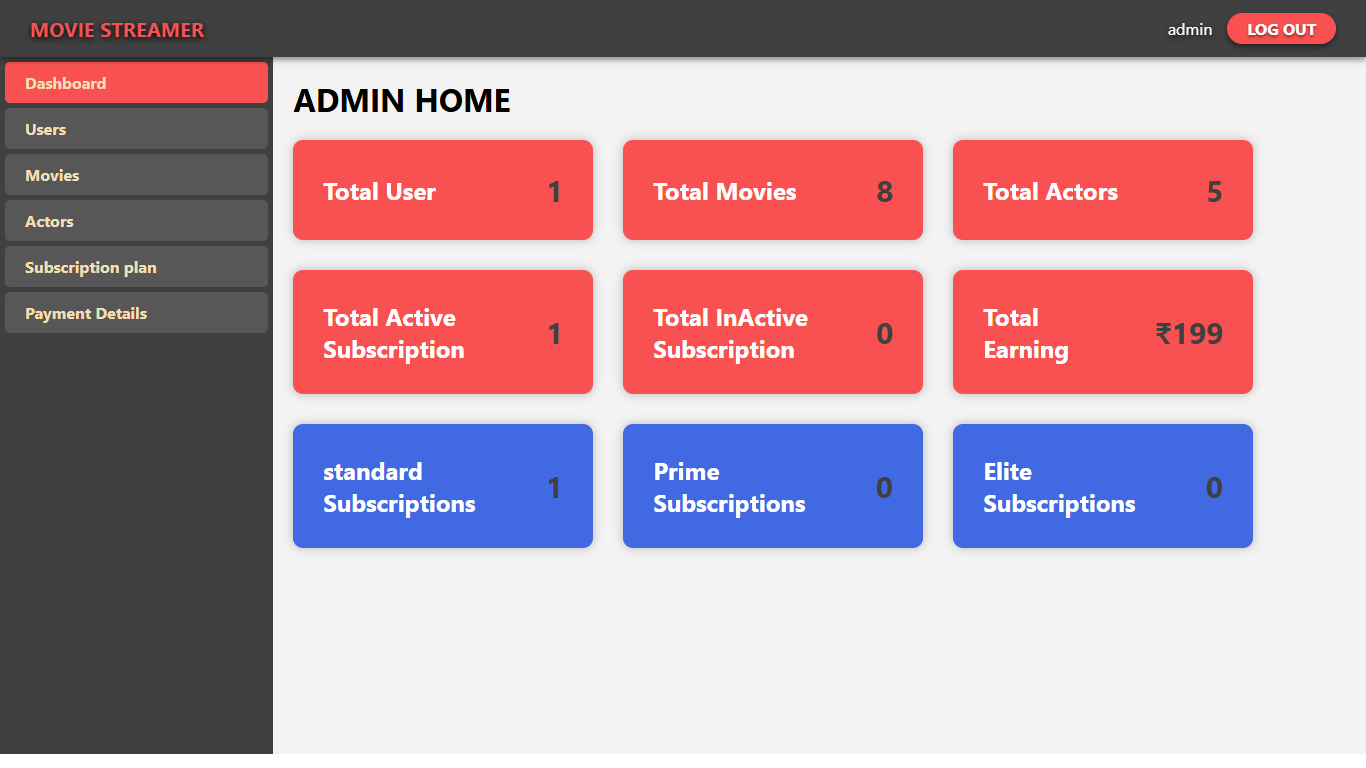 MOVIE STREAMER
admin
LOG OUT
Dashboard
Users
Movies
Actors
Subscription plan
Payment Details
ADMIN HOME
Total User
1
Total Movies
8
Total Actors
5
Total Active
Subscription
1
Total InActive
Subscription
0
Total
Earning
₹199
standard
Subscriptions
1
Prime
Subscriptions
0
Elite
Subscriptions
0